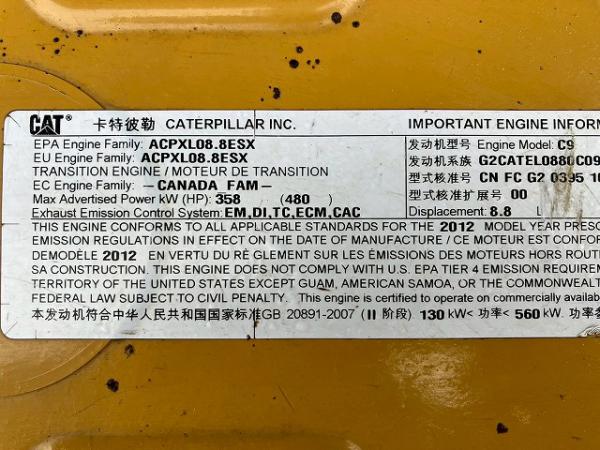 CAT® 卡特彼勒 CATERPILLAR INC. IMPORTANT ENGINE INFORM
EPA Engine Family: ACPXL08.8ESX 发动机型号 Engine Model: C9
EU Engine Family: ACPXL08.8ESX 发动机系族 G2CATEL0880C09
TRANSITION ENGINE / MOTEUR DE TRANSITION 型式核准号 CN FC G2 0395 10
EC Engine Family: —CANADA_FAM— 型式核准扩展号 00
Max Advertised Power kW (HP): 358 (480) Displacement: 8.8 L
Exhaust Emission Control System: EM,DI,TC,ECM,CAC
THIS ENGINE CONFORMS TO ALL APPLICABLE STANDARDS FOR THE 2012 MODEL YEAR PRESC
EMISSION REGULATIONS IN EFFECT ON THE DATE OF MANUFACTURE / CE MOTEUR EST CONFOR
DEMODÈLE 2012 EN VERTU DU RÈ GLEMENT SUR LES ÉMISSIONS DES MOTEURS HORS ROUT
SA CONSTRUCTION. THIS ENGINE DOES NOT COMPLY WITH U.S. EPA TIER 4 EMISSION REQUIREM
TERRITORY OF THE UNITED STATES EXCEPT GUAM, AMERICAN SAMOA, OR THE COMMONWEALT
FEDERAL LAW SUBJECT TO CIVIL PENALTY. This engine is certified to operate on commercially availab
本发动机符合中华人民共和国国家标准GB 20891-2007 (II 阶段) 130 kW< 功率< 560 kW. 功率参